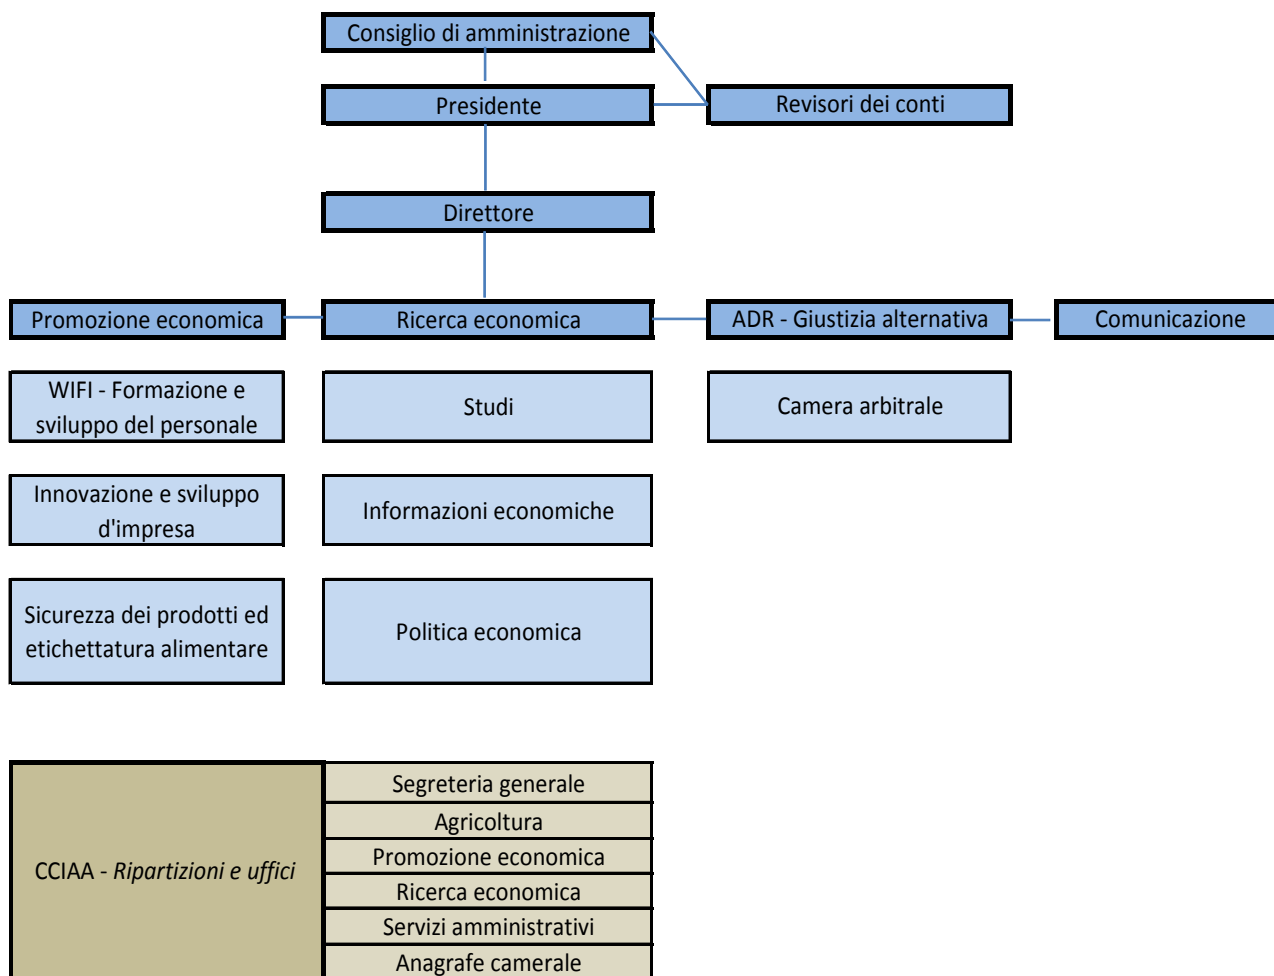 Consiglio di amministrazione
Presidente
Revisori dei conti
Direttore
Promozione economica
Ricerca economica
ADR - Giustizia alternativa
Comunicazione
WIFI - Formazione e
sviluppo del personale
Studi
Camera arbitrale
Innovazione e sviluppo
d'impresa
Informazioni economiche
Sicurezza dei prodotti ed
etichettatura alimentare
Politica economica
CCIAA - Ripartizioni e uffici
Segreteria generale
Agricoltura
Promozione economica
Ricerca economica
Servizi amministrativi
Anagrafe camerale